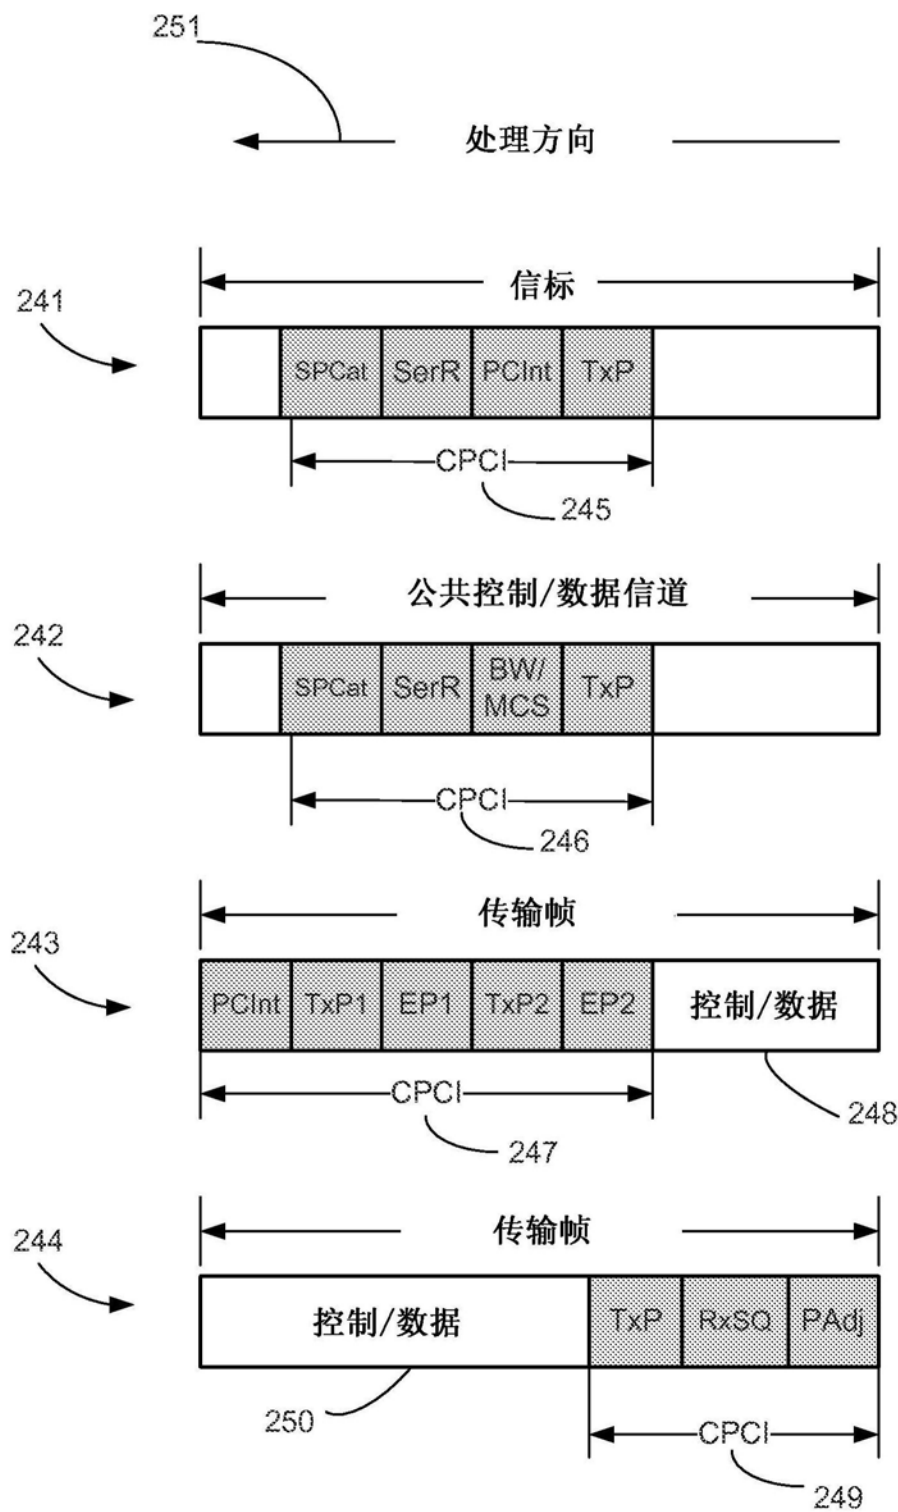 251
处理方向
信标
241
SPCat SerR PCInt TxP
CPCI
245
公共控制/数据信道
242
SPCat SerR BW/MCS TxP
CPCI
246
传输帧
243
PCInt TxP1 EP1 TxP2 EP2 控制/数据
CPCI
248
247
传输帧
244
控制/数据 TxP RxSQ PAdj
250
CPCI
249